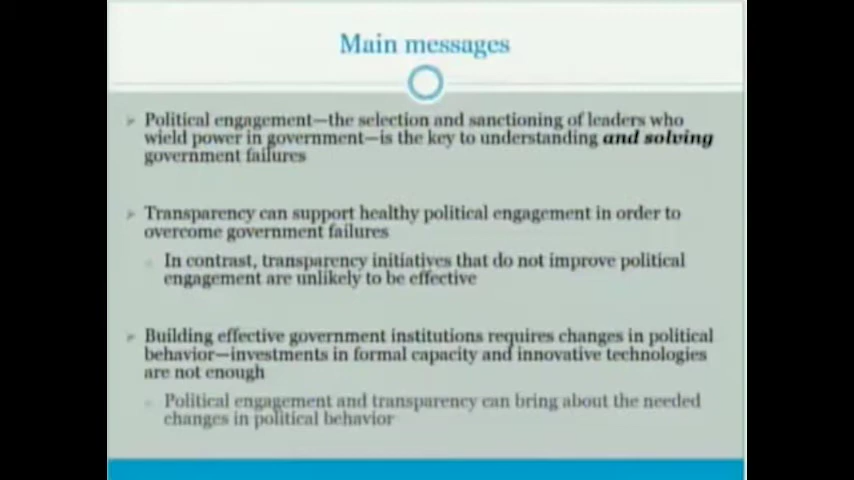 Main messages
Political engagement—the selection and sanctioning of leaders who
wield power in government—is the key to understanding and solving
government failures
Transparency can support healthy political engagement in order to
overcome government failures
In contrast, transparency initiatives that do not improve political
engagement are unlikely to be effective
Building effective government institutions requires changes in political
behavior—investments in formal capacity and innovative technologies
are not enough
Political engagement and transparency can bring about the needed
changes in political behavior